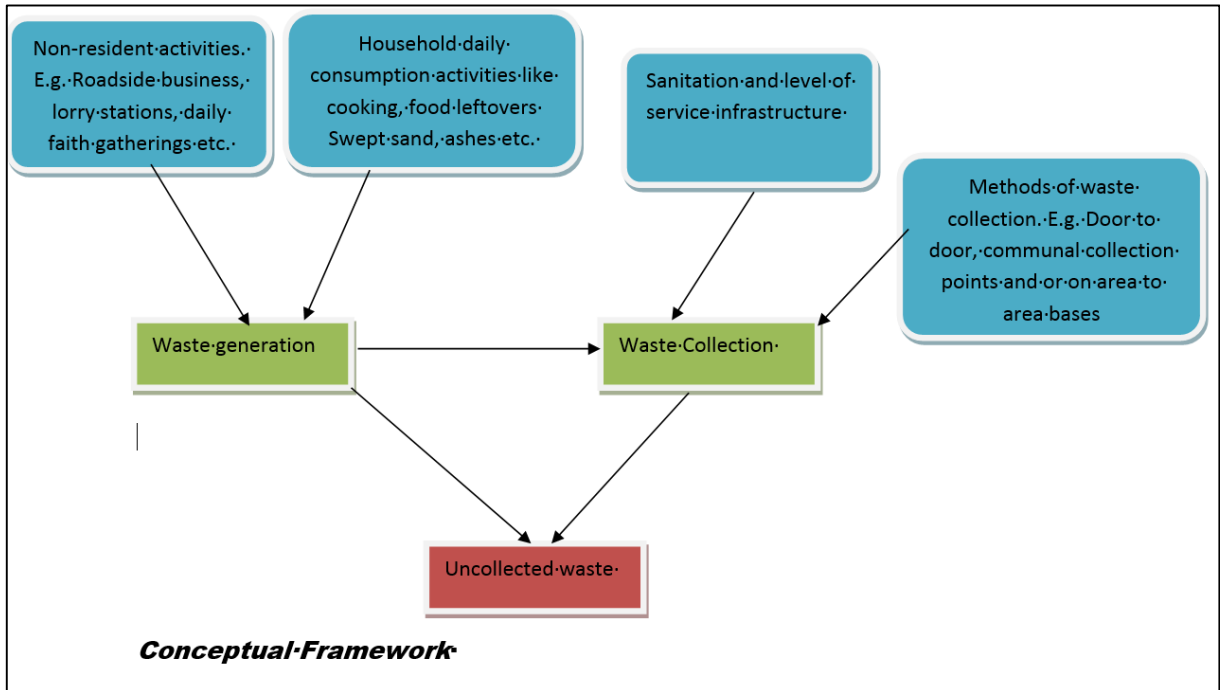 Non-resident·activities.·
E.g.·Roadside·business,·
lorry·stations,·daily·
faith·gatherings·etc.·
Household·daily·
consumption·activities·like·
cooking,·food·leftovers·
Swept·sand,·ashes·etc.·
Sanitation·and·level·of·
service·infrastructure·
Methods·of·waste·
collection.·E.g.·Door·to·
door,·communal·collection·
points·and·or·on·area·to·
area·bases
Waste·generation
Waste·Collection·
Uncollected·waste·
Conceptual·Framework·